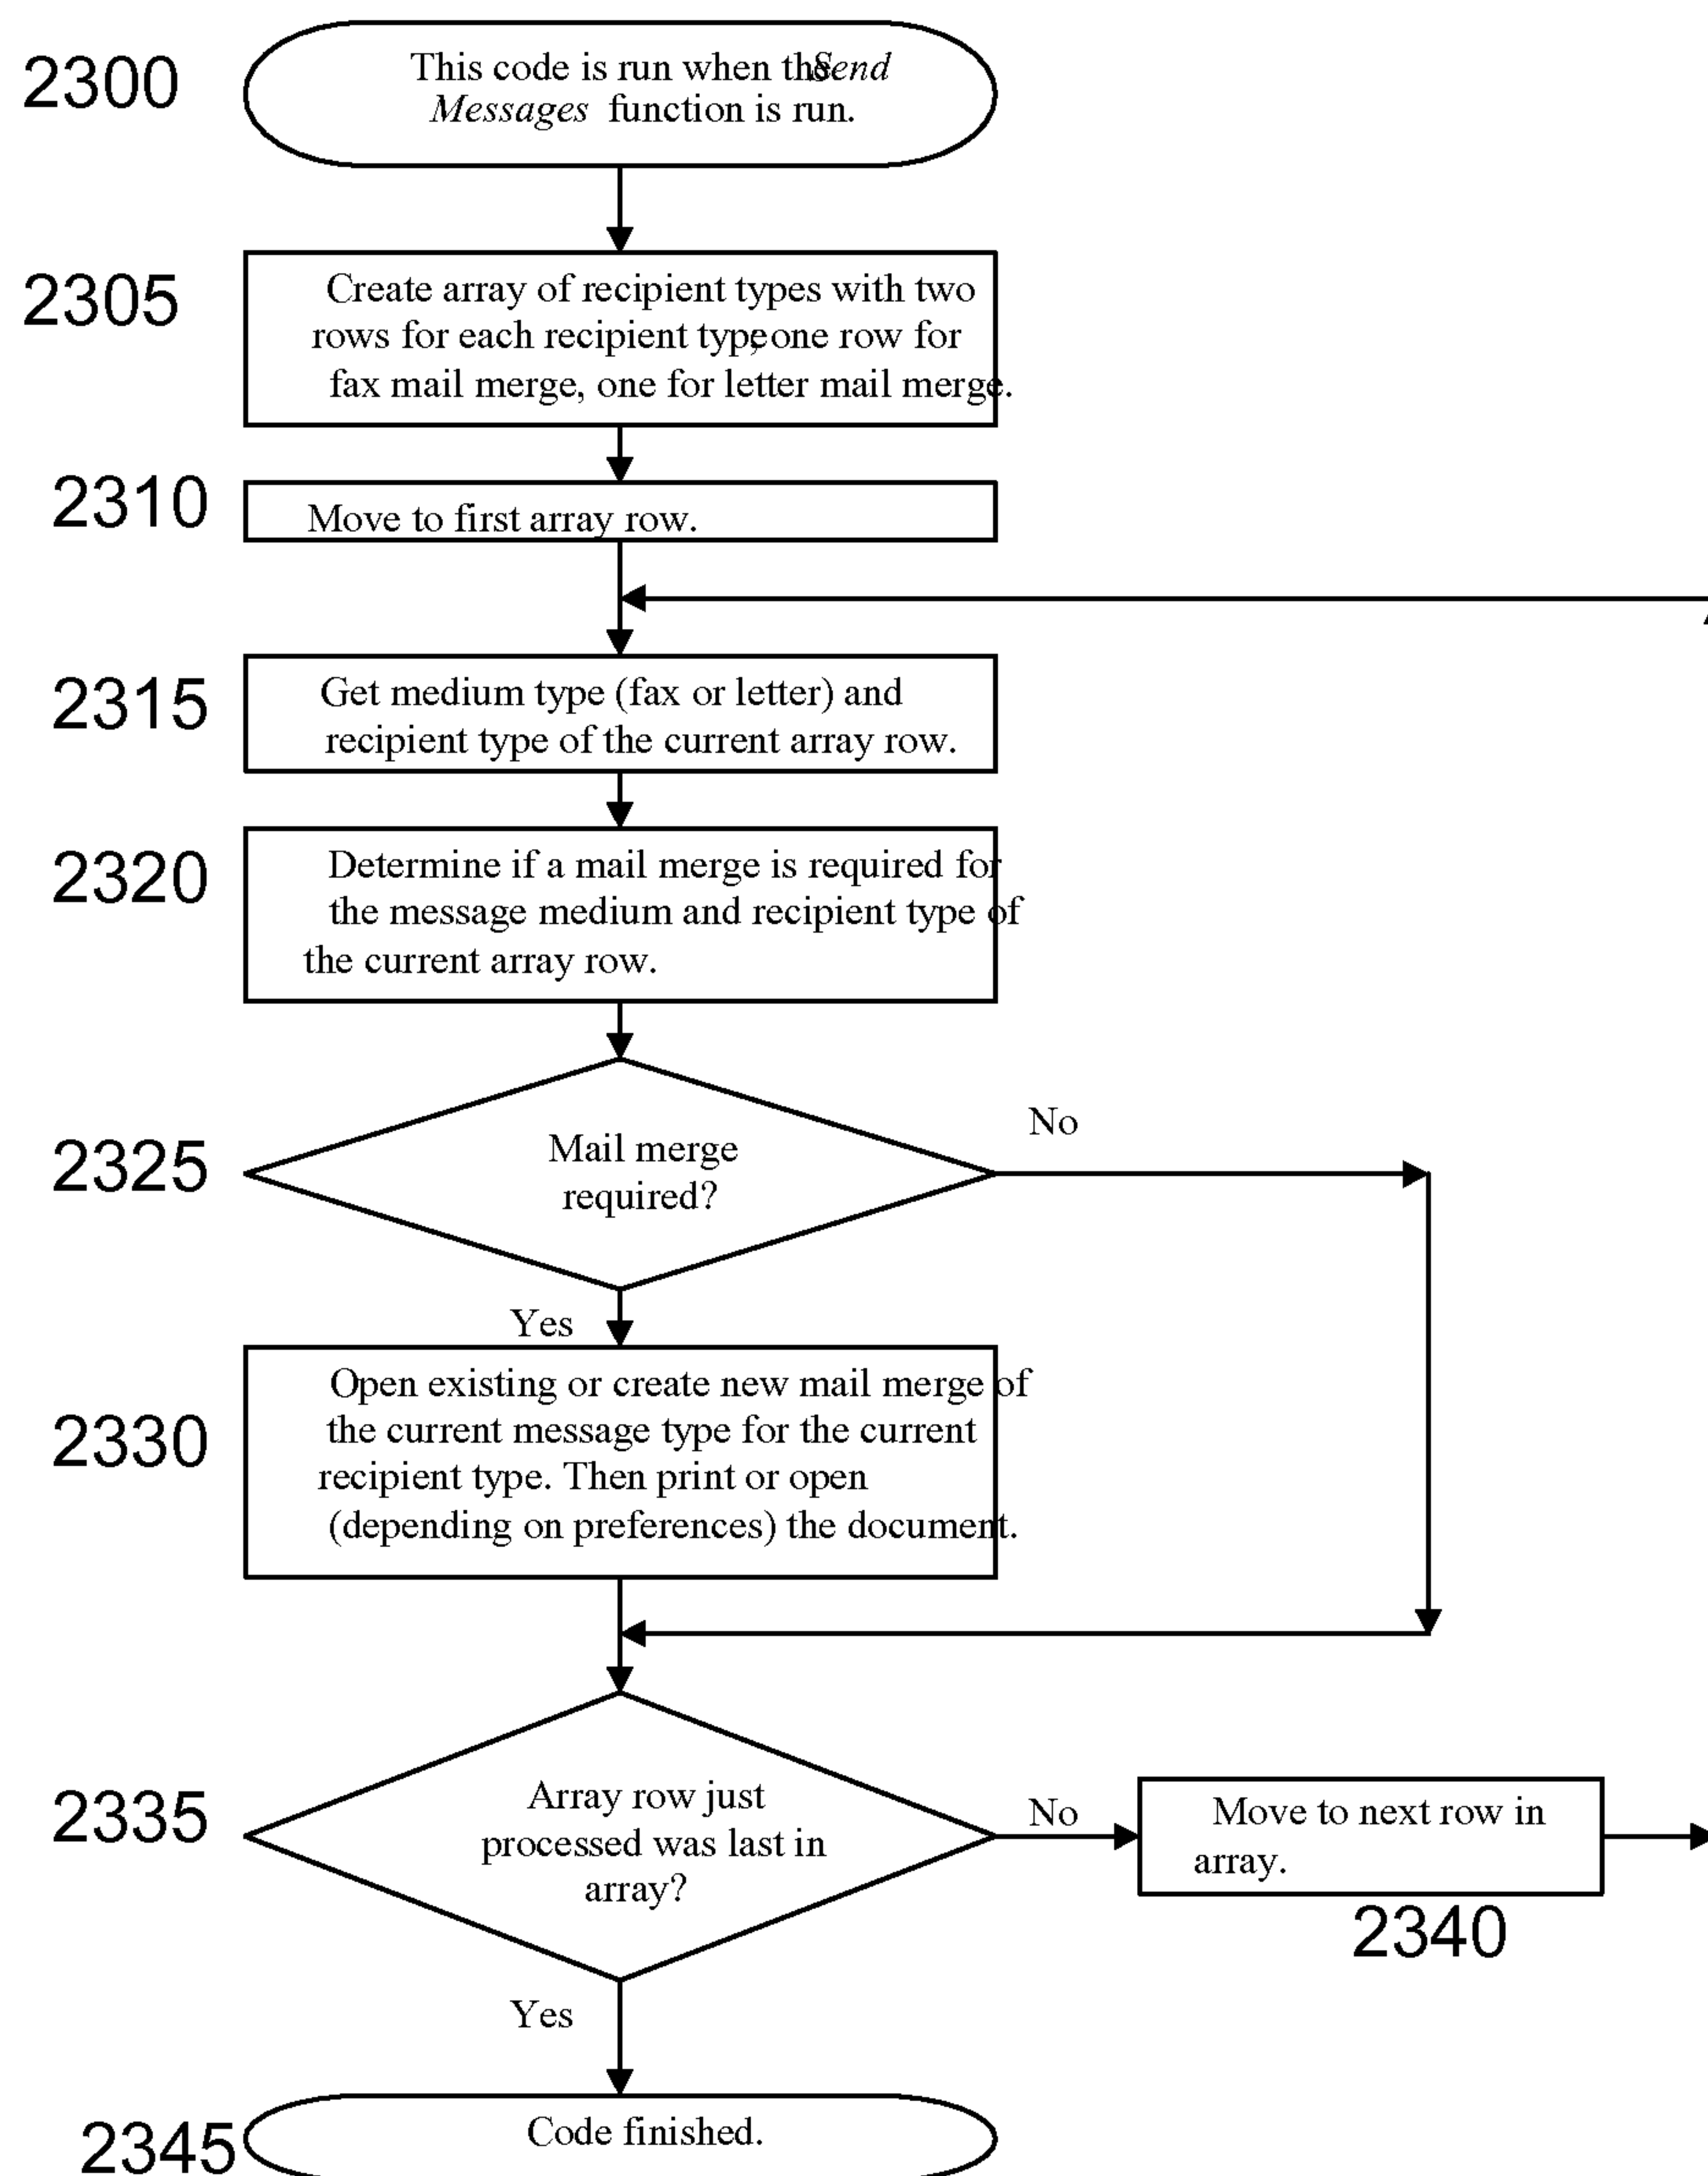 2300
This code is run when the Send
Messages function is run.
2305
Create array of recipient types with two
rows for each recipient type, one row for
fax mail merge, one for letter mail merge.
2310
Move to first array row.
2315
Get medium type (fax or letter) and
recipient type of the current array row.
2320
Determine if a mail merge is required for
the message medium and recipient type of
the current array row.
2325
Mail merge
required?
No
Yes
2330
Open existing or create new mail merge of
the current message type for the current
recipient type. Then print or open
(depending on preferences) the document.
2335
Array row just
processed was last in
array?
No
Move to next row in
array.
2340
Yes
2345
Code finished.